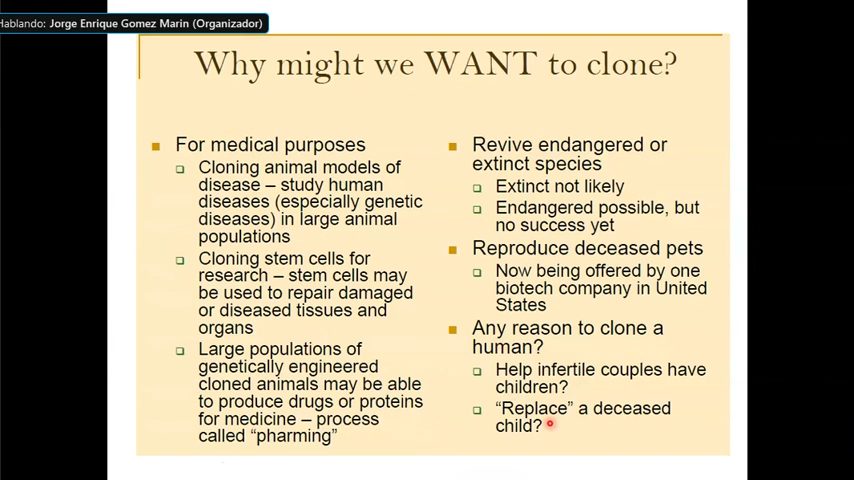 Hablando: Jorge Enrique Gomez Marin (Organizador)
Why might we WANT to clone?
For medical purposes
Cloning animal models of
disease – study human
diseases (especially genetic
diseases) in large animal
populations
Cloning stem cells for
research – stem cells may
be used to repair damaged
or diseased tissues and
organs
Large populations of
genetically engineered
cloned animals may be able
to produce drugs or proteins
for medicine – process
called “pharming”
Revive endangered or
extinct species
Extinct not likely
Endangered possible, but
no success yet
Reproduce deceased pets
Now being offered by one
biotech company in United
States
Any reason to clone a
human?
Help infertile couples have
children?
“Replace” a deceased
child?